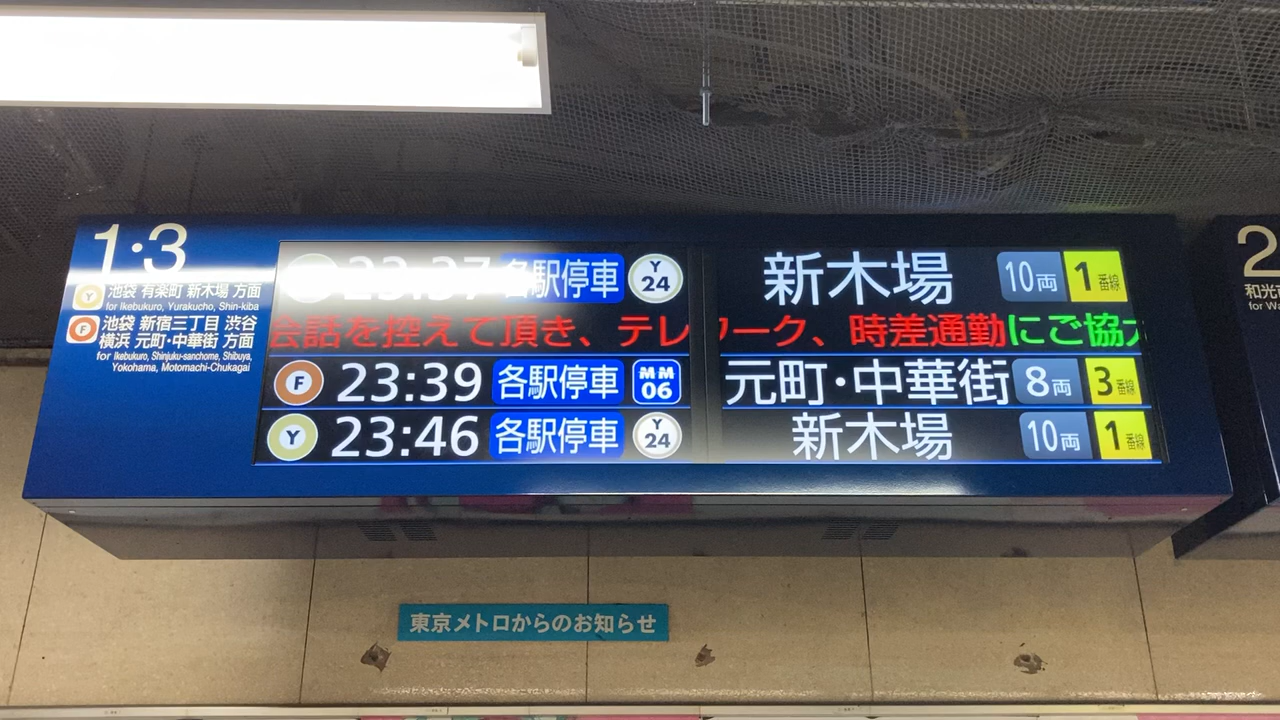 1・3
Y 池袋 有楽町 新木場 方面
for Ikebukuro, Yurakucho, Shin-kiba
F 池袋 新宿三丁目 渋谷
横浜 元町・中華街 方面
for Ikebukuro, Shinjuku-sanchome, Shibuya,
Yokohama, Motomachi-Chukagai
23:37 各駅停車 Y 24 新木場 10両 1番線
会話を控えて頂き、テレワーク、時差通勤にご協
F 23:39 各駅停車 MM 06 元町・中華街 8両 3番線
Y 23:46 各駅停車 Y 24 新木場 10両 1番線
2
和光
for Wa
東京メトロからのお知らせ